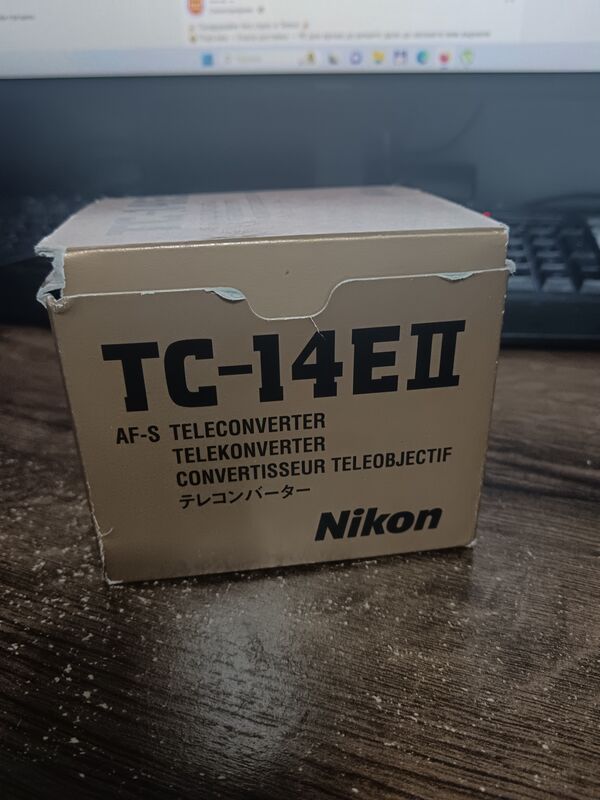 TC-14EII
AF-S TELECONVERTER
TELEKONVERTER
CONVERTISSEUR TELEOBJECTIF
テレコンバーター
Nikon